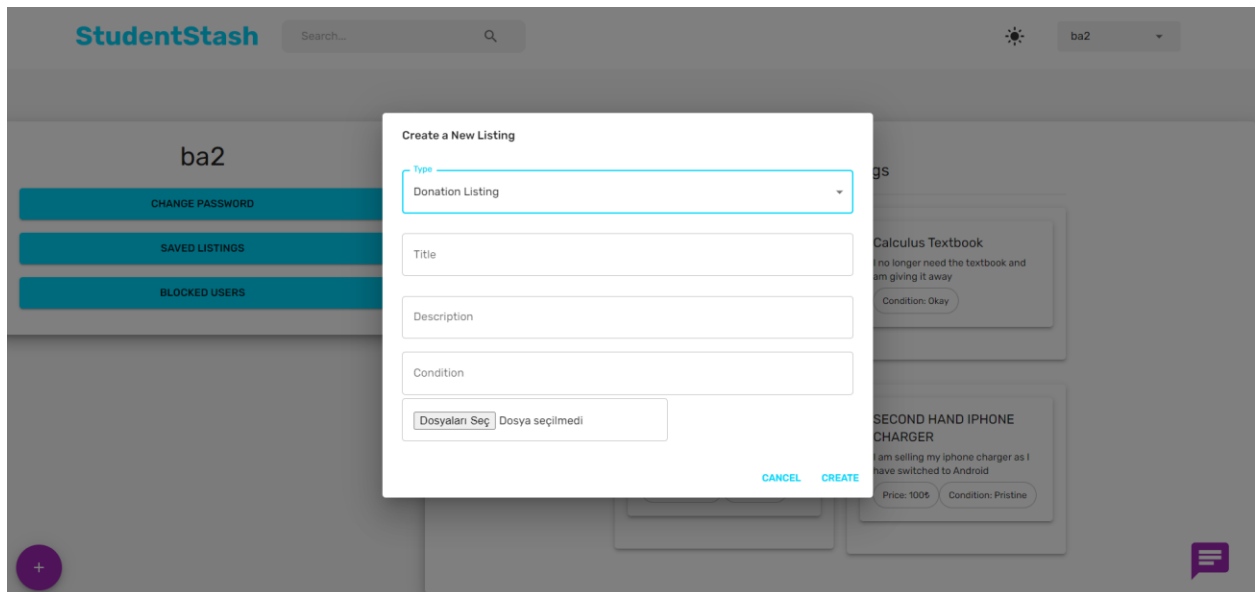 StudentStash
Search...
ba2
ba2
CHANGE PASSWORD
SAVED LISTINGS
BLOCKED USERS
Create a New Listing
Type
Donation Listing
Title
Description
Condition
Dosyaları Seç Dosya seçilmedi
CANCEL CREATE
gs
Calculus Textbook
I no longer need the textbook and
am giving it away
Condition: Okay
SECOND HAND IPHONE
CHARGER
I am selling my iphone charger as I
have switched to Android
Price: 100₺ Condition: Pristine
+